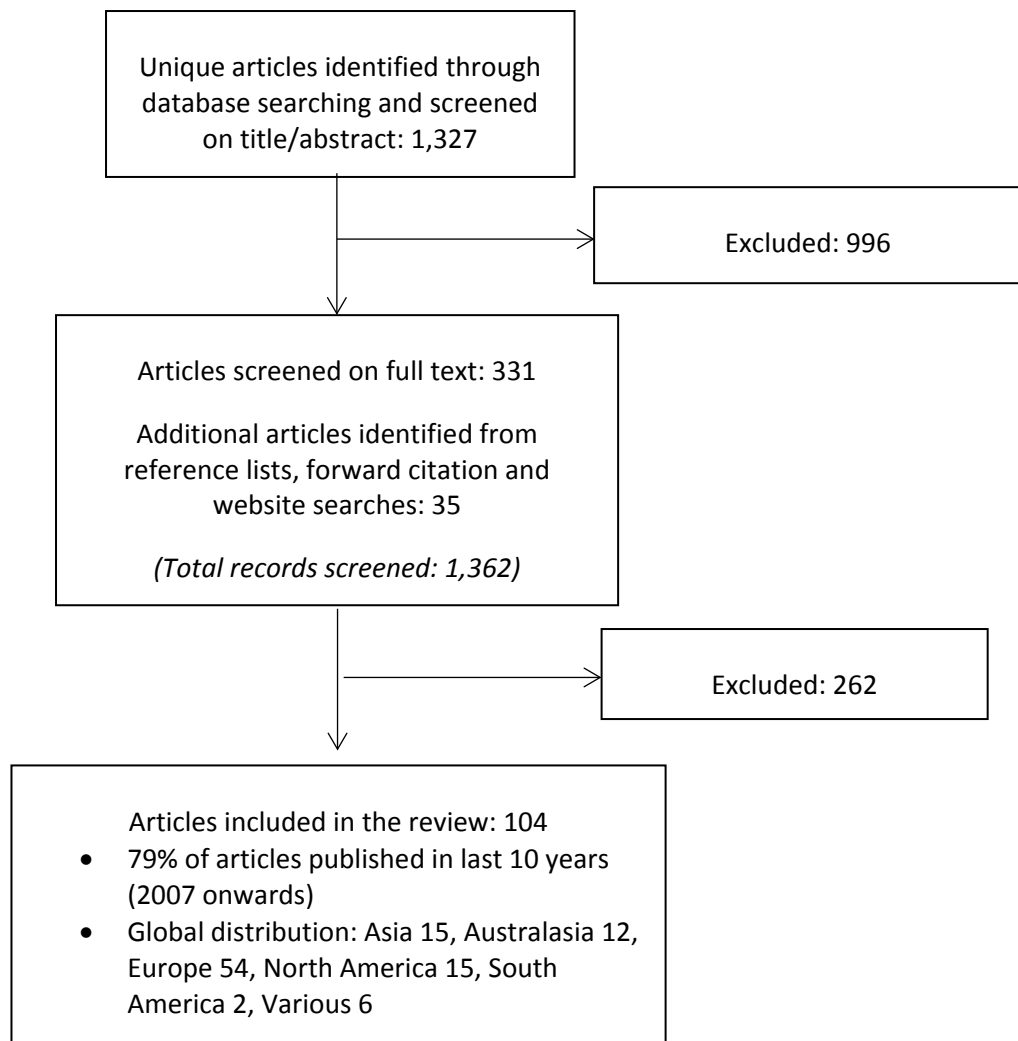 Unique articles identified through
database searching and screened
on title/abstract: 1,327
Excluded: 996
Articles screened on full text: 331
Additional articles identified from
reference lists, forward citation and
website searches: 35
(Total records screened: 1,362)
Excluded: 262
Articles included in the review: 104
• 79% of articles published in last 10 years
(2007 onwards)
• Global distribution: Asia 15, Australasia 12,
Europe 54, North America 15, South
America 2, Various 6